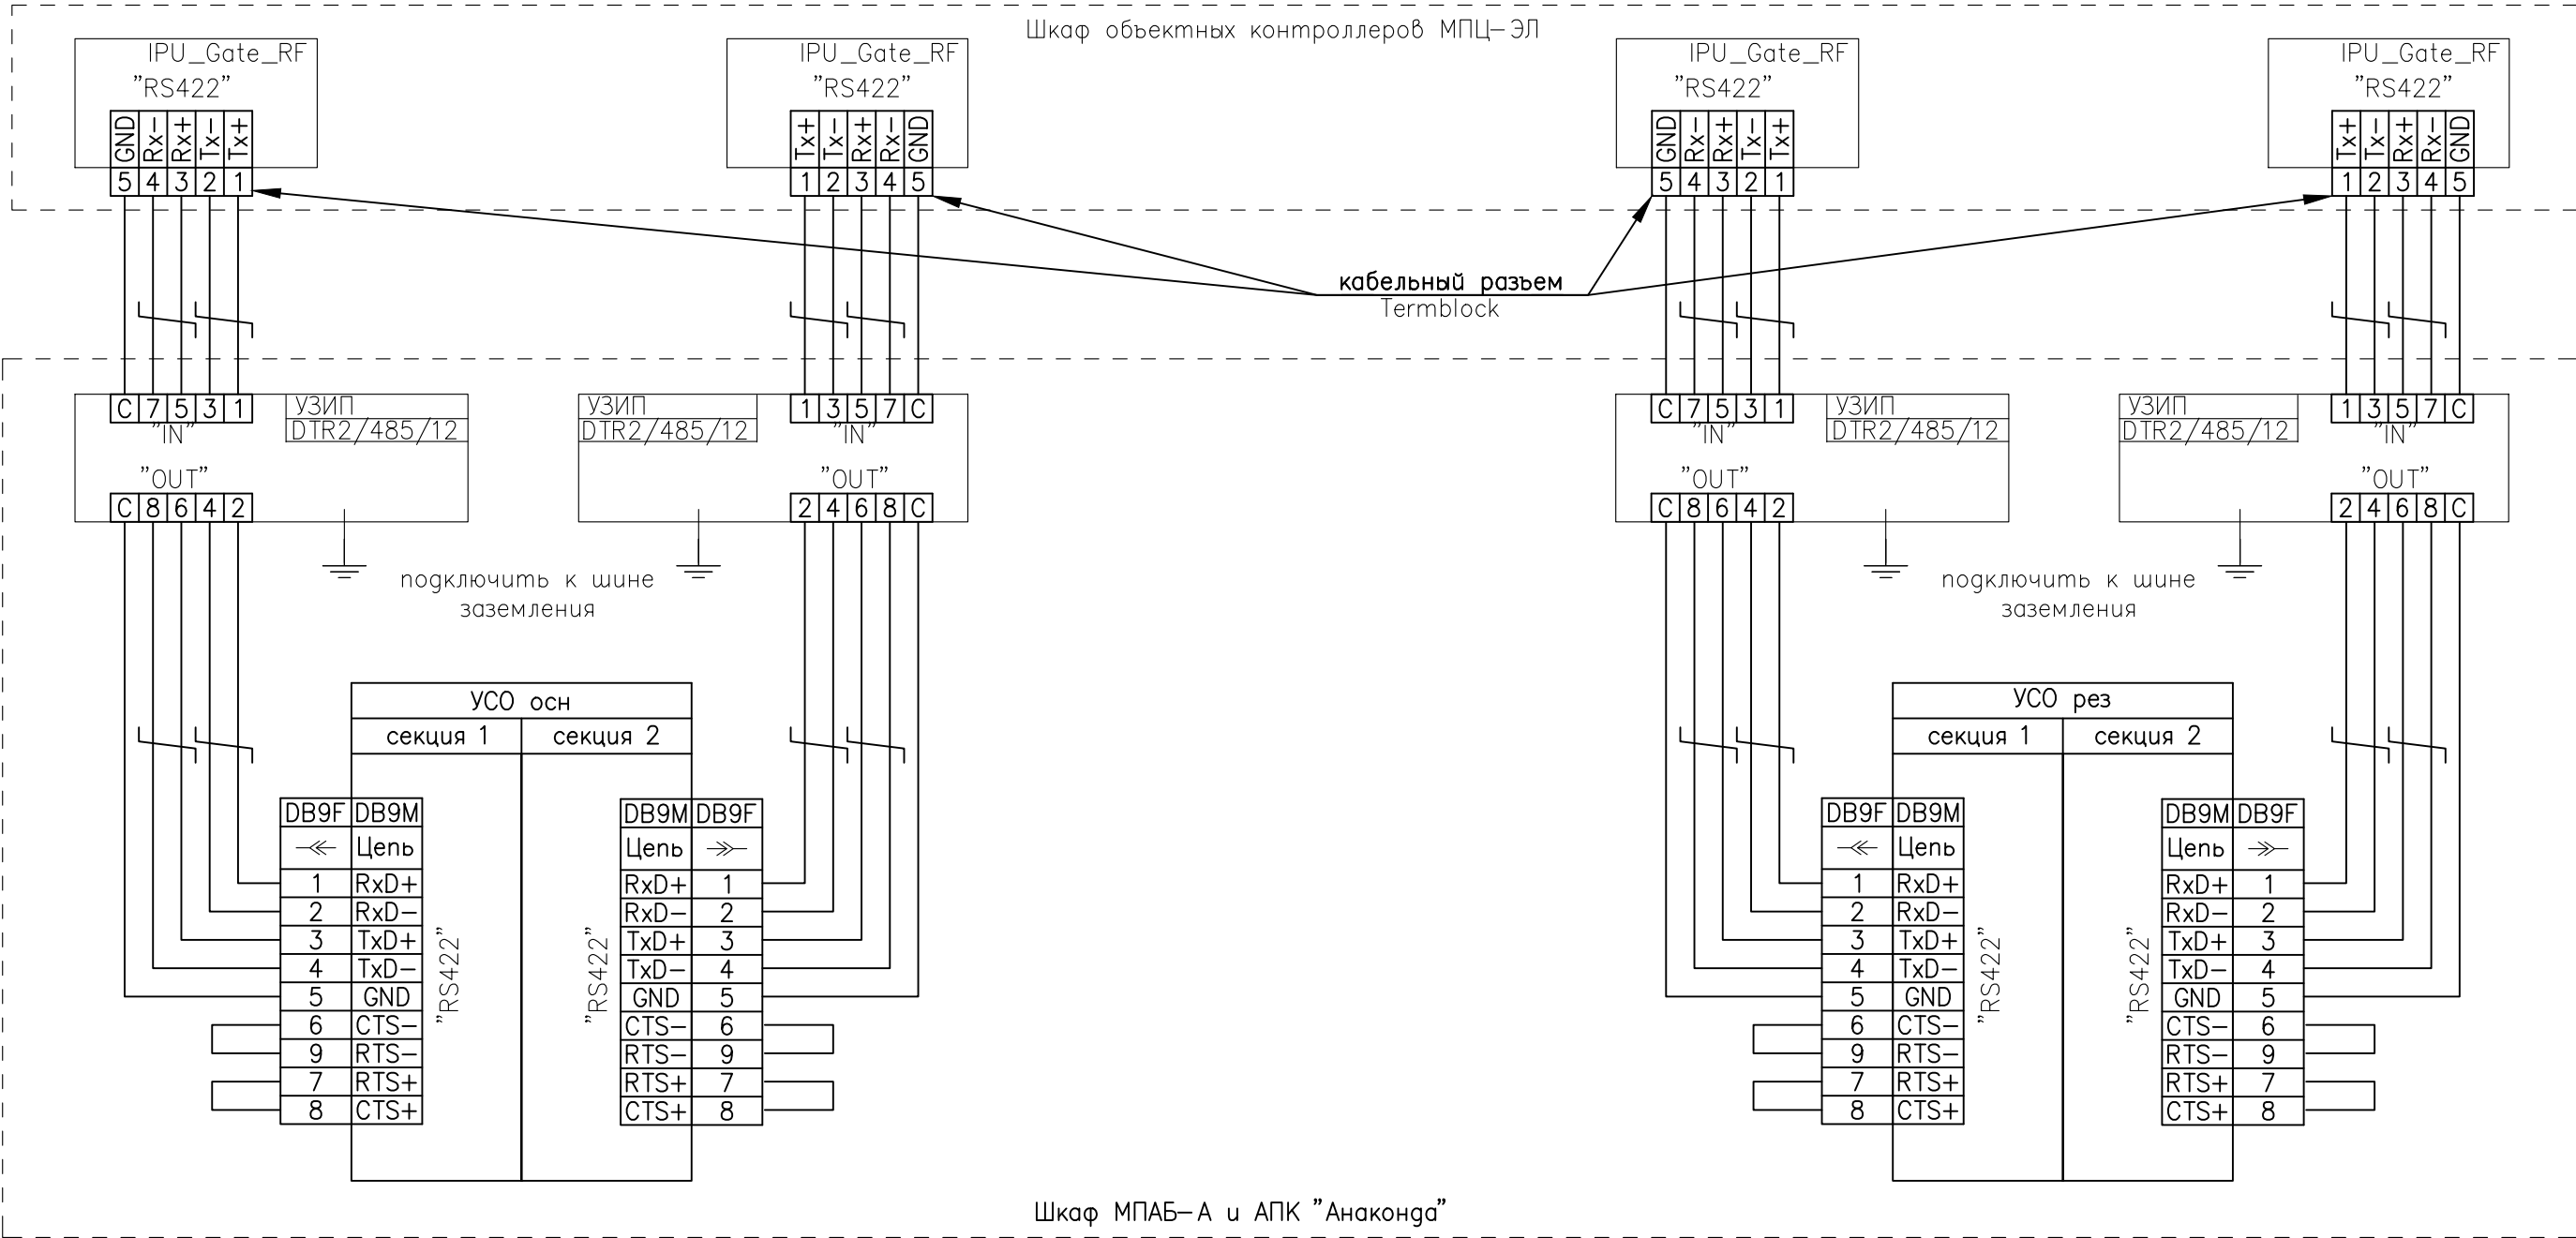 Шкаф объектных контроллеров МПЦ-ЭЛ
IPU_Gate_RF
"RS422"
GND Rx- Rx+ Tx- Tx+
5 4 3 2 1
IPU_Gate_RF
"RS422"
Tx+ Tx- Rx+ Rx- GND
1 2 3 4 5
IPU_Gate_RF
"RS422"
GND Rx- Rx+ Tx- Tx+
5 4 3 2 1
IPU_Gate_RF
"RS422"
Tx+ Tx- Rx+ Rx- GND
1 2 3 4 5
кабельный разъем
Termblock
C 7 5 3 1
"IN"
УЗИП
DTR2/485/12
"OUT"
C 8 6 4 2
УЗИП
DTR2/485/12
1 3 5 7 C
"IN"
"OUT"
2 4 6 8 C
подключить к шине
заземления
C 7 5 3 1
"IN"
УЗИП
DTR2/485/12
"OUT"
C 8 6 4 2
УЗИП
DTR2/485/12
1 3 5 7 C
"IN"
"OUT"
2 4 6 8 C
подключить к шине
заземления
УСО осн
секция 1 секция 2
DB9F DB9M
Цепь
1 RxD+
2 RxD-
3 TxD+
4 TxD-
5 GND
6 CTS-
9 RTS-
7 RTS+
8 CTS+
"RS422"
"RS422"
DB9M DB9F
Цепь
RxD+ 1
RxD- 2
TxD+ 3
TxD- 4
GND 5
CTS- 6
RTS- 9
RTS+ 7
CTS+ 8
УСО рез
секция 1 секция 2
DB9F DB9M
Цепь
1 RxD+
2 RxD-
3 TxD+
4 TxD-
5 GND
6 CTS-
9 RTS-
7 RTS+
8 CTS+
"RS422"
"RS422"
DB9M DB9F
Цепь
RxD+ 1
RxD- 2
TxD+ 3
TxD- 4
GND 5
CTS- 6
RTS- 9
RTS+ 7
CTS+ 8
Шкаф МПАБ-А и АПК "Анаконда"